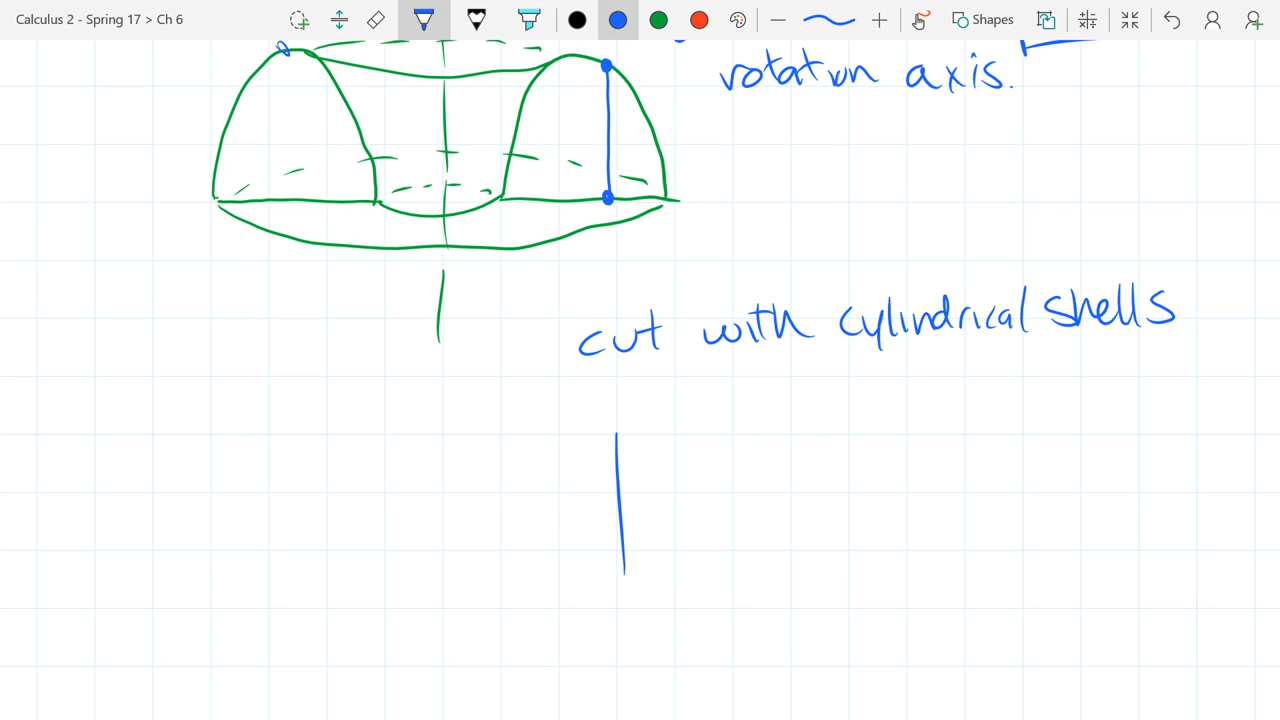 Calculus 2 - Spring 17 > Ch 6
Shapes
rotation axis.
cut with cylindrical shells